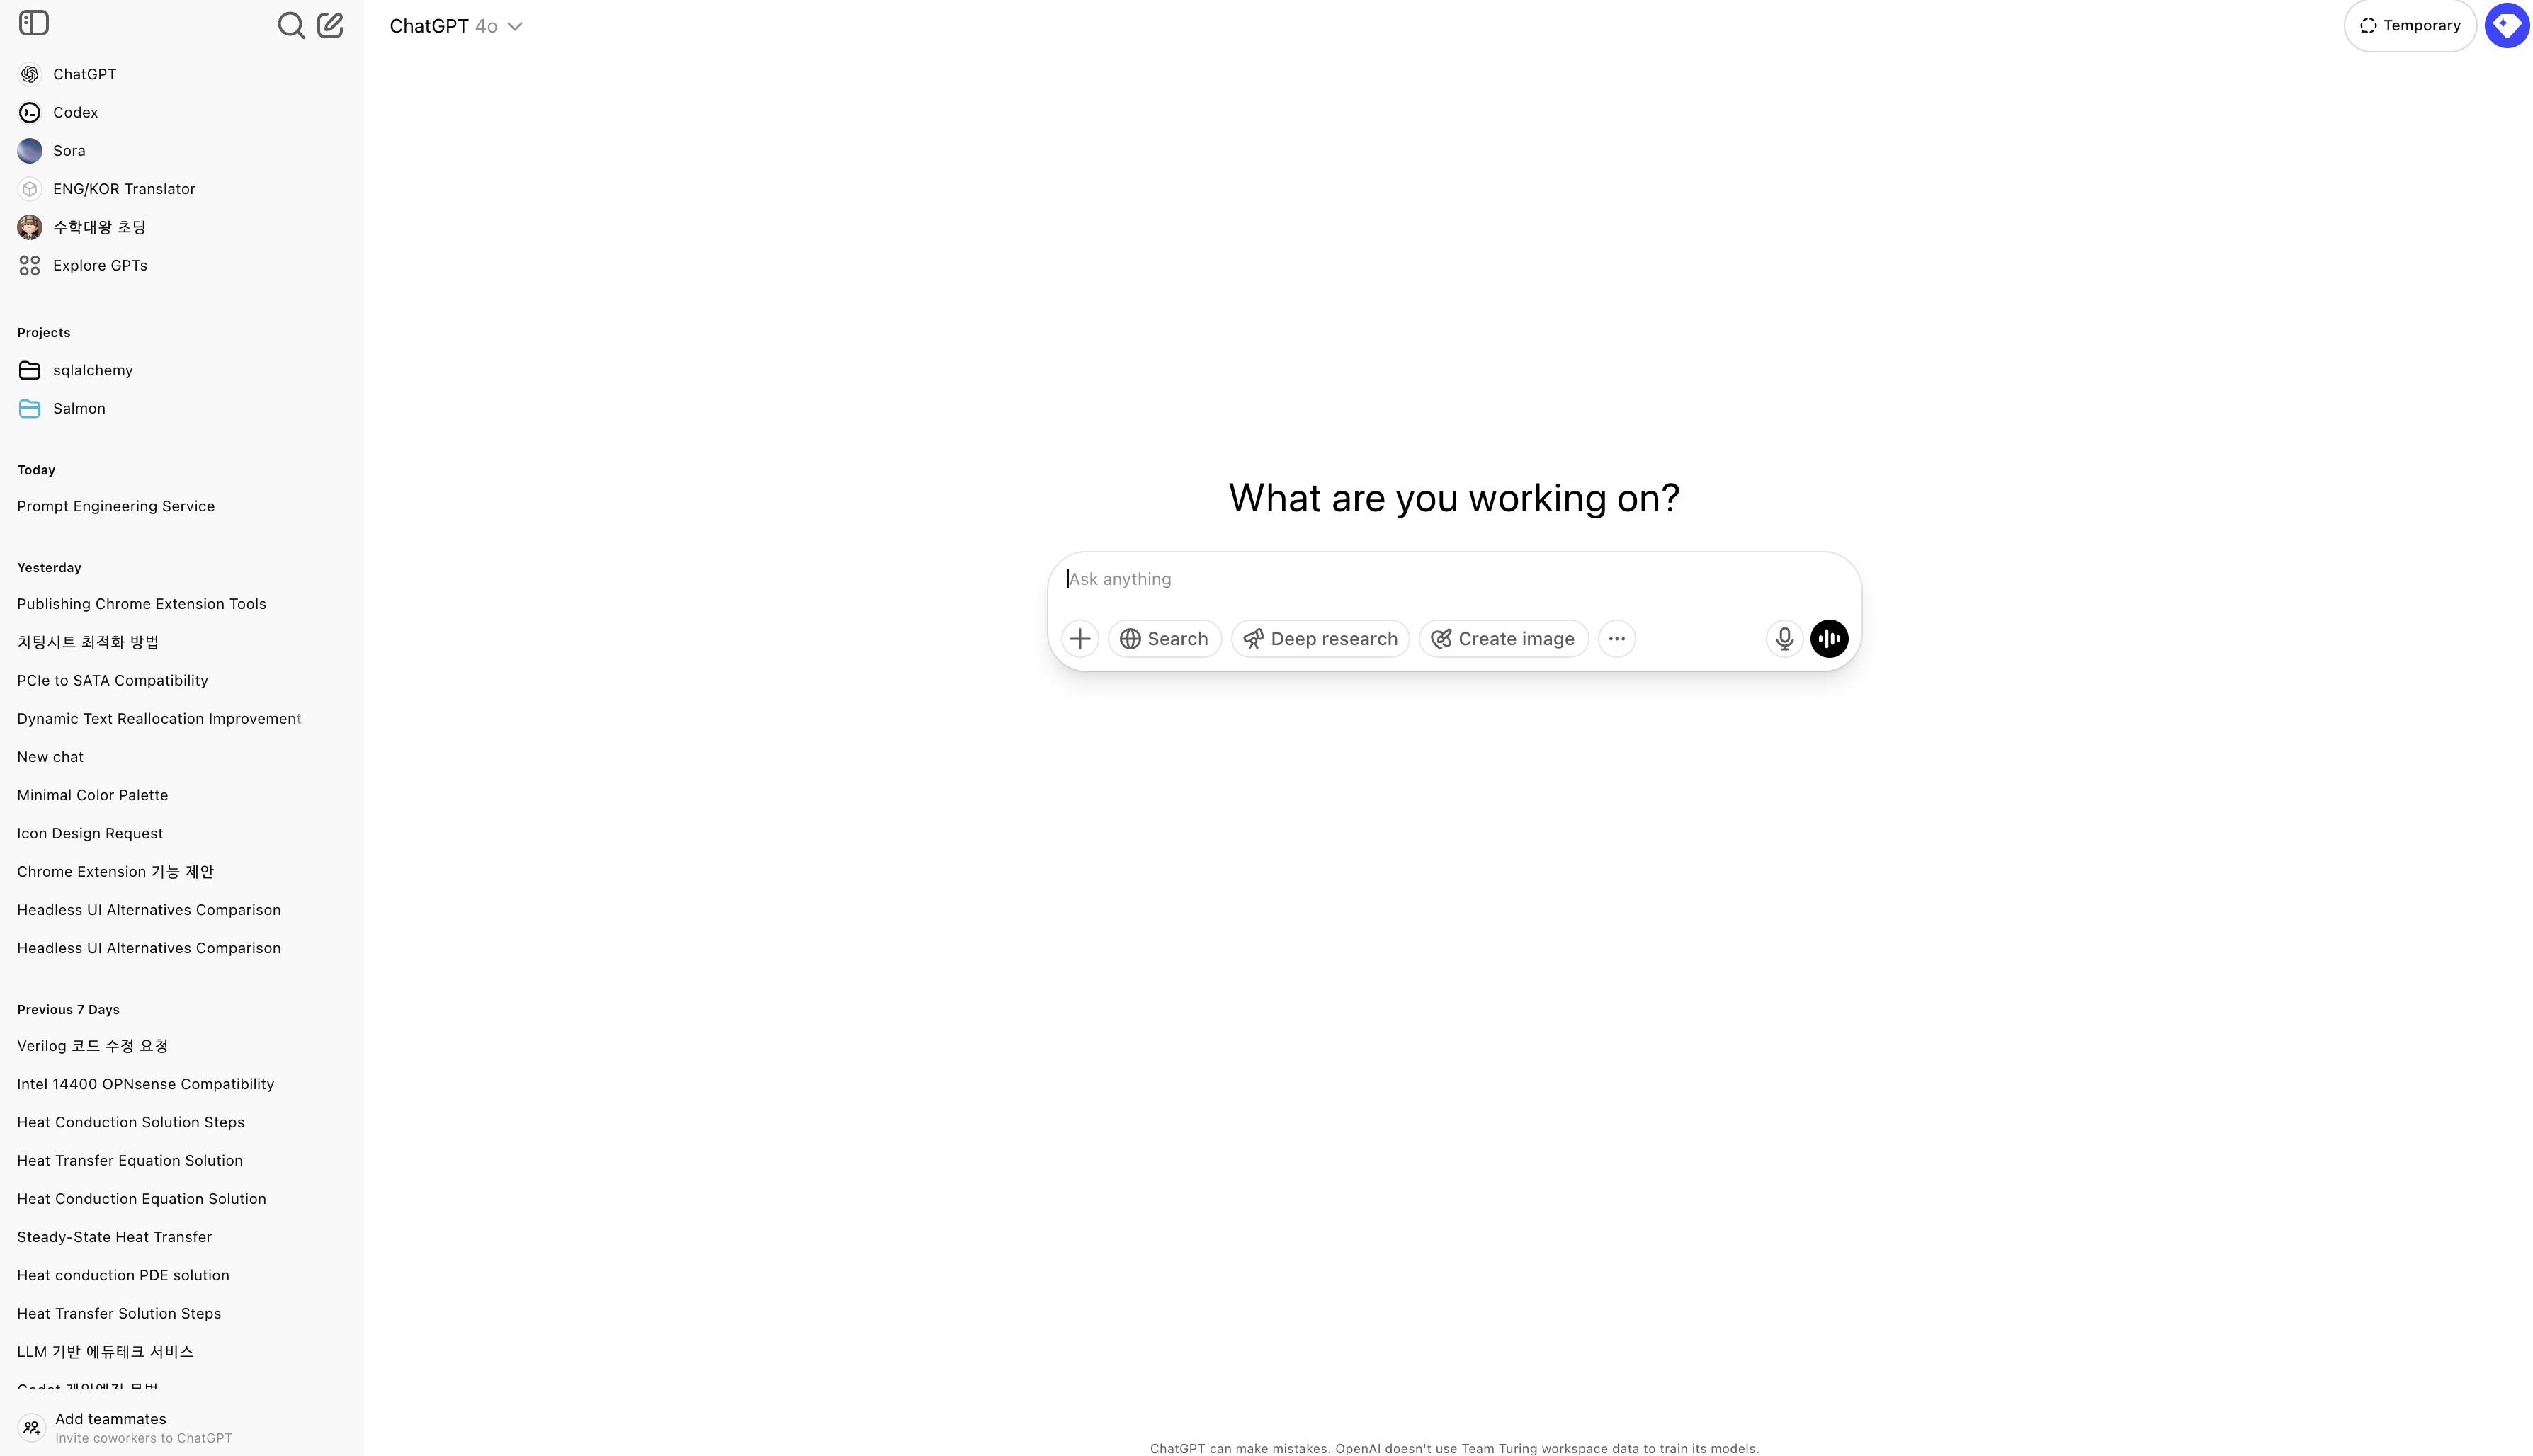 ChatGPT 4o
Temporary
ChatGPT
Codex
Sora
ENG/KOR Translator
수학대왕 초딩
Explore GPTs
Projects
sqlalchemy
Salmon
Today
Prompt Engineering Service
Yesterday
Publishing Chrome Extension Tools
치팅시트 최적화 방법
PCIe to SATA Compatibility
Dynamic Text Reallocation Improvement
New chat
Minimal Color Palette
Icon Design Request
Chrome Extension 기능 제안
Headless UI Alternatives Comparison
Headless UI Alternatives Comparison
Previous 7 Days
Verilog 코드 수정 요청
Intel 14400 OPNsense Compatibility
Heat Conduction Solution Steps
Heat Transfer Equation Solution
Heat Conduction Equation Solution
Steady-State Heat Transfer
Heat conduction PDE solution
Heat Transfer Solution Steps
LLM 기반 에듀테크 서비스
Add teammates
Invite coworkers to ChatGPT
What are you working on?
Ask anything
Search
Deep research
Create image
ChatGPT can make mistakes. OpenAI doesn't use Team Turing workspace data to train its models.